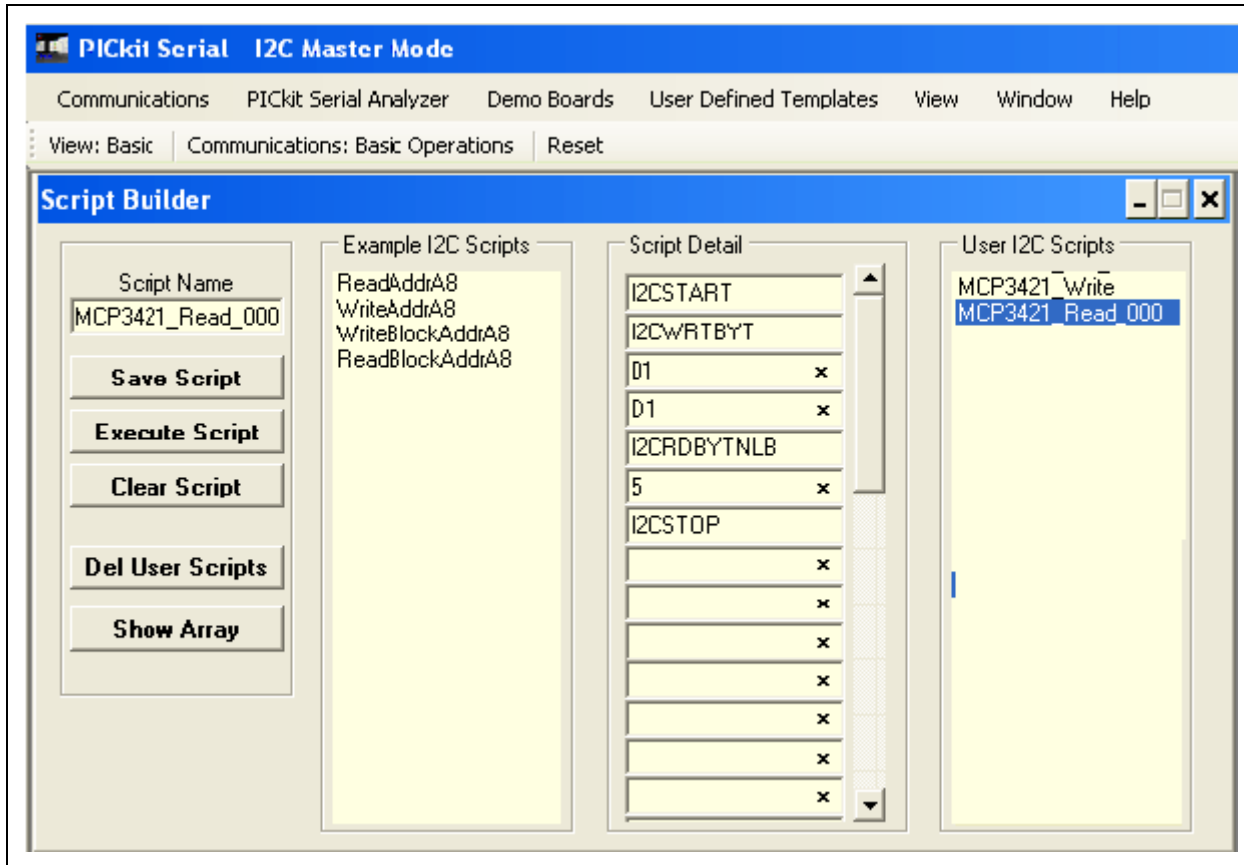 PICkit Serial I2C Master Mode
Communications PICkit Serial Analyzer Demo Boards User Defined Templates View Window Help
View: Basic Communications: Basic Operations Reset
Script Builder
Script Name
MCP3421_Read_000
Save Script
Execute Script
Clear Script
Del User Scripts
Show Array
Example I2C Scripts
ReadAddrA8
WriteAddrA8
WriteBlockAddrA8
ReadBlockAddrA8
Script Detail
I2CSTART
I2CWRTBYT
D1 x
D1 x
I2CRDBYTNLB
5 x
I2CSTOP
x
x
x
x
x
x
x
User I2C Scripts
MCP3421_Write
MCP3421_Read_000